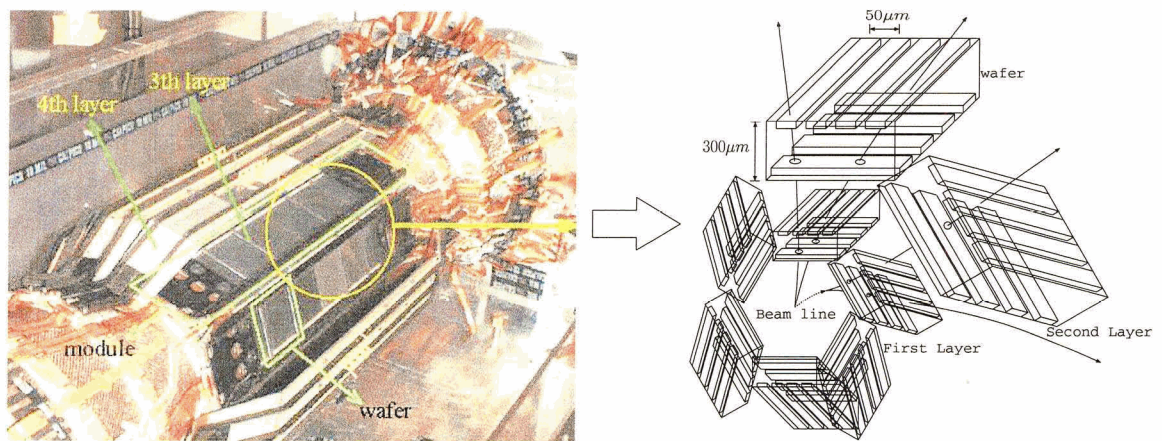 4th layer
3th layer
module
wafer
50μm
wafer
300μm
Beam line
First Layer
Second Layer